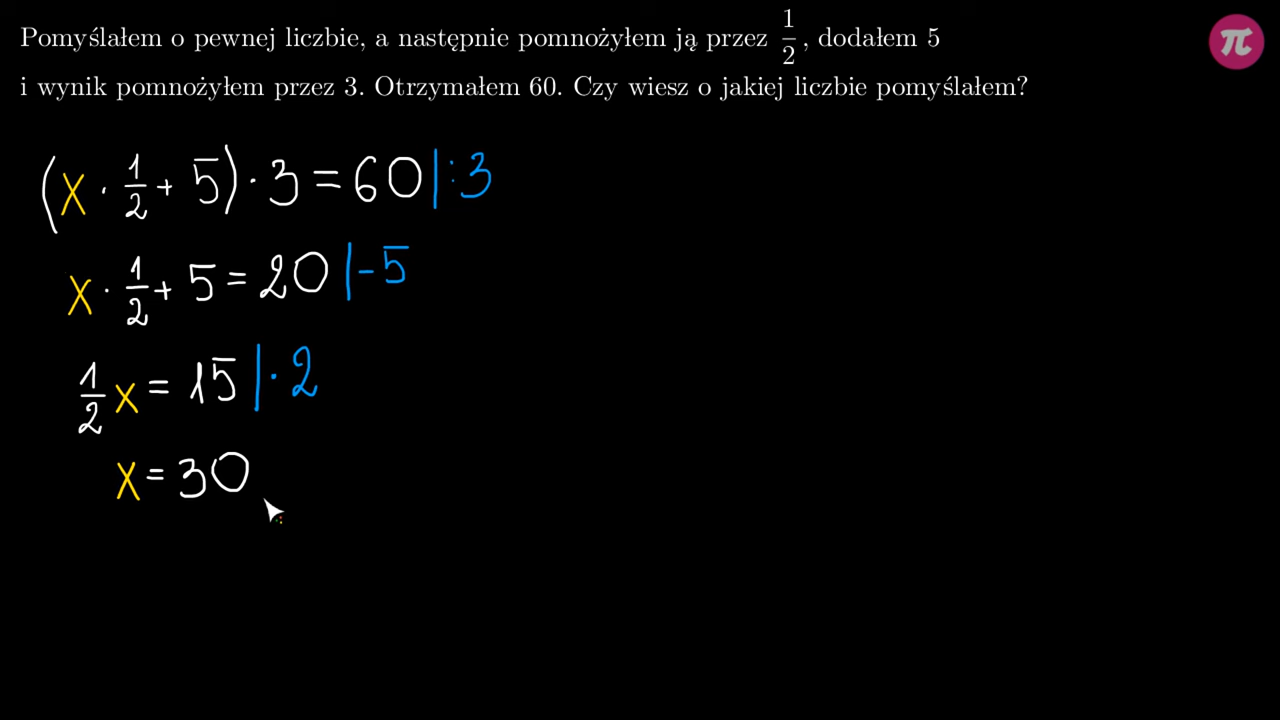 Pomyślałem o pewnej liczbie, a następnie pomnożyłem ją przez 1/2, dodałem 5
i wynik pomnożyłem przez 3. Otrzymałem 60. Czy wiesz o jakiej liczbie pomyślałem?
π
(x · 1/2 + 5) · 3 = 60 | : 3
x · 1/2 + 5 = 20 | - 5
1/2 x = 15 | · 2
x = 30